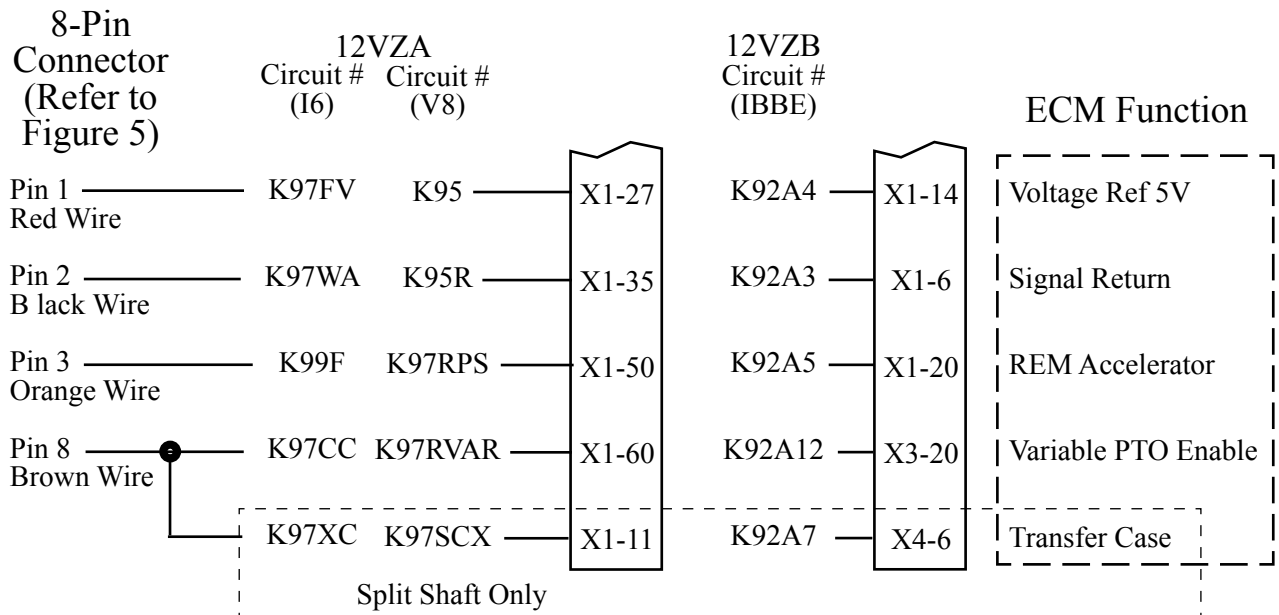 8-Pin
Connector
(Refer to
Figure 5)
12VZA
Circuit # Circuit #
(I6) (V8)
12VZB
Circuit #
(IBBE)
ECM Function
Pin 1 K97FV K95 X1-27 K92A4 X1-14 Voltage Ref 5V
Red Wire
Pin 2 K97WA K95R X1-35 K92A3 X1-6 Signal Return
B lack Wire
Pin 3 K99F K97RPS X1-50 K92A5 X1-20 REM Accelerator
Orange Wire
Pin 8 K97CC K97RVAR X1-60 K92A12 X3-20 Variable PTO Enable
Brown Wire
K97XC K97SCX X1-11 K92A7 X4-6 Transfer Case
Split Shaft Only